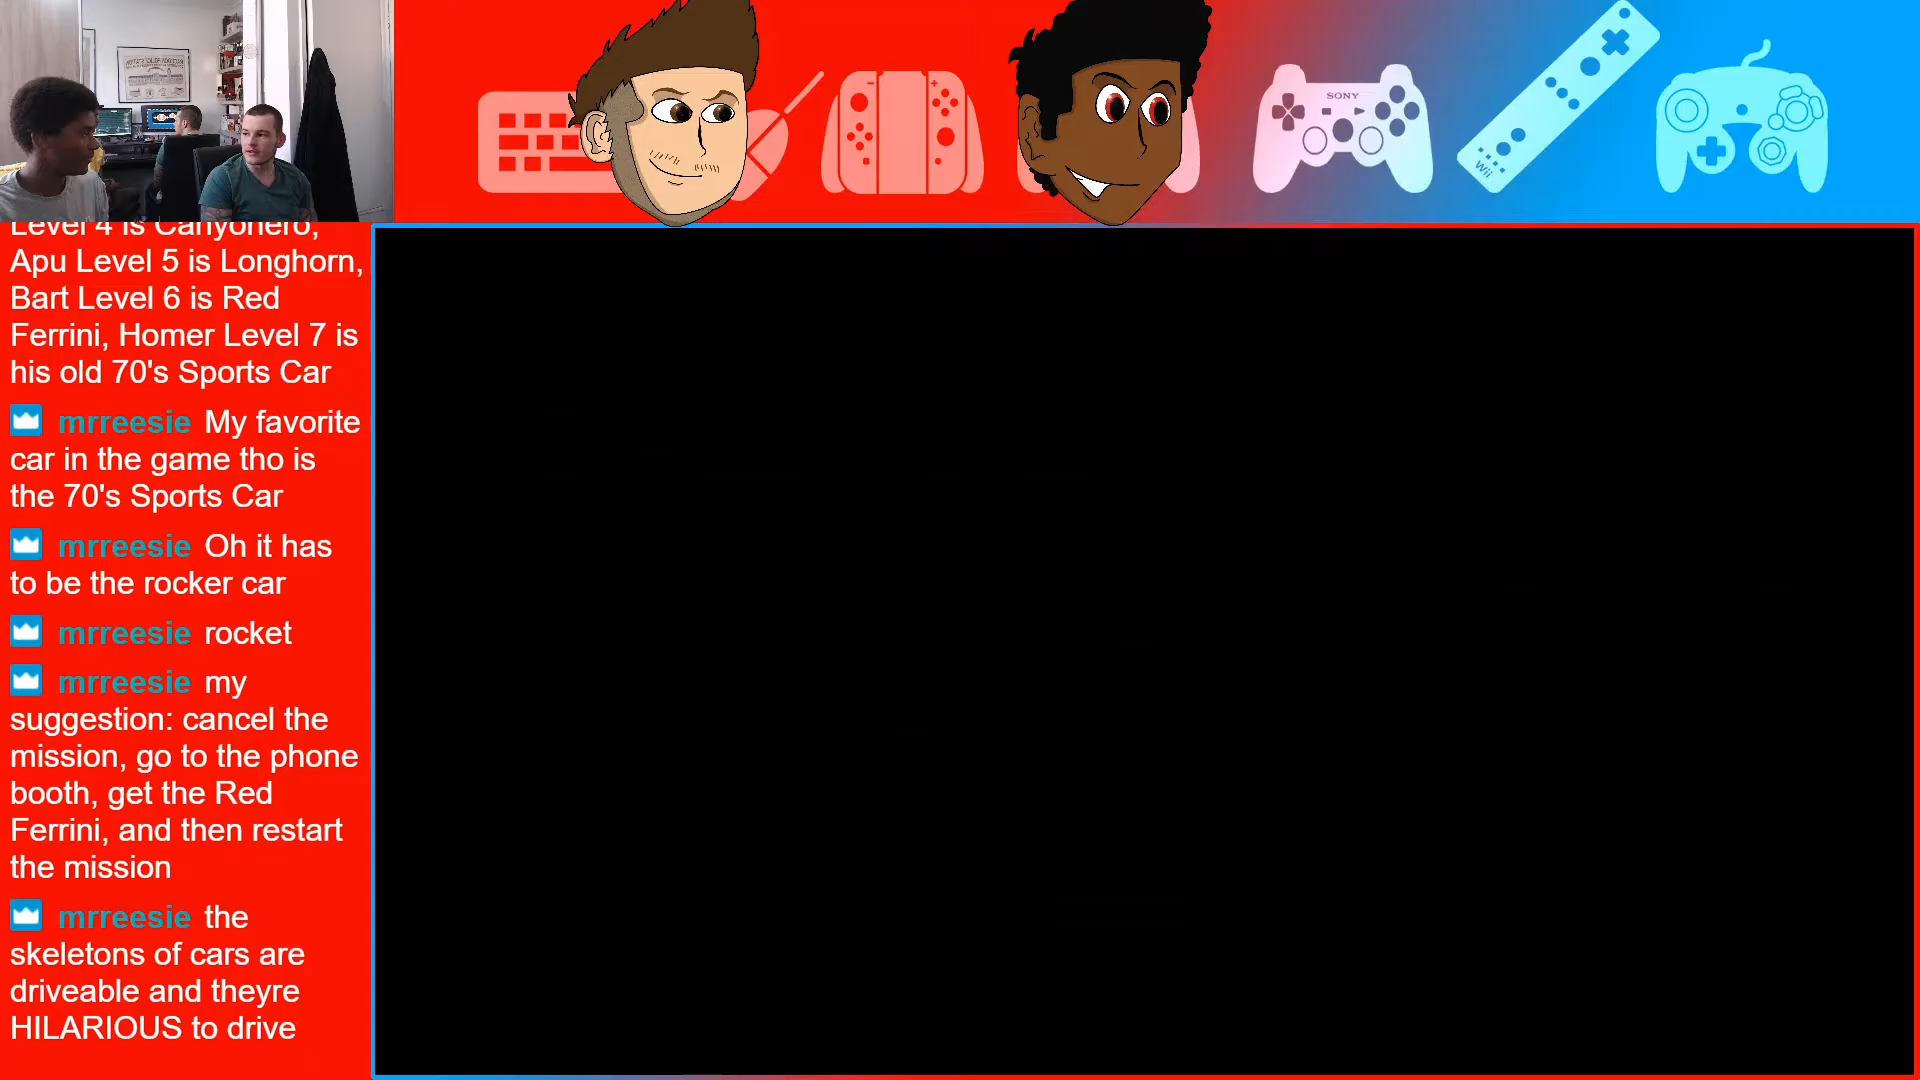 Level 4 is Canyonero,
Apu Level 5 is Longhorn,
Bart Level 6 is Red
Ferrini, Homer Level 7 is
his old 70's Sports Car
mrreesie My favorite
car in the game tho is
the 70's Sports Car
mrreesie Oh it has
to be the rocker car
mrreesie rocket
mrreesie my
suggestion: cancel the
mission, go to the phone
booth, get the Red
Ferrini, and then restart
the mission
mrreesie the
skeletons of cars are
driveable and theyre
HILARIOUS to drive
SONY
Wii